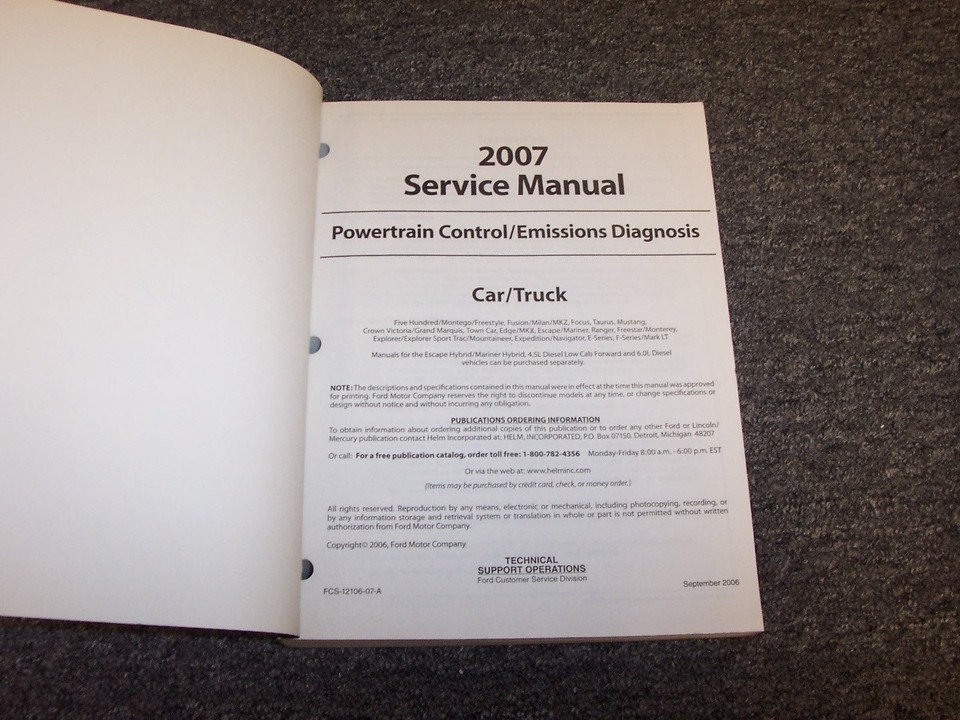 2007
Service Manual
Powertrain Control/Emissions Diagnosis
Car/Truck
Five Hundred/Montego/Freestyle, Fusion/Milan/MKZ, Focus, Taurus, Mustang,
Crown Victoria/Grand Marquis, Town Car, Edge/MKX, Escape/Mariner, Ranger, Freestar/Monterey,
Explorer/Explorer Sport Trac/Mountaineer, Expedition/Navigator, E-Series, F-Series/Mark LT
Manuals for the Escape Hybrid/Mariner Hybrid, 4.5L Diesel Low Cab Forward and 6.0L Diesel
vehicles can be purchased separately.
NOTE: The descriptions and specifications contained in this manual were in effect at the time this manual was approved
for printing. Ford Motor Company reserves the right to discontinue models at any time, or change specifications or
design without notice and without incurring any obligation.
PUBLICATIONS ORDERING INFORMATION
To obtain information about ordering additional copies of this publication or to order any other Ford or Lincoln/
Mercury publication contact Helm Incorporated at: HELM, INCORPORATED, P.O. Box 07150, Detroit, Michigan 48207
Or call: For a free publication catalog, order toll free: 1-800-782-4356 Monday-Friday 8:00 a.m. - 6:00 p.m. EST
Or via the web at: www.helminc.com
(Items may be purchased by credit card, check, or money order.)
All rights reserved. Reproduction by any means, electronic or mechanical, including photocopying, recording, or
by any information storage and retrieval system or translation in whole or part is not permitted without written
authorization from Ford Motor Company.
Copyright© 2006, Ford Motor Company
TECHNICAL
SUPPORT OPERATIONS
Ford Customer Service Division
FCS-12106-07-A
September 2006